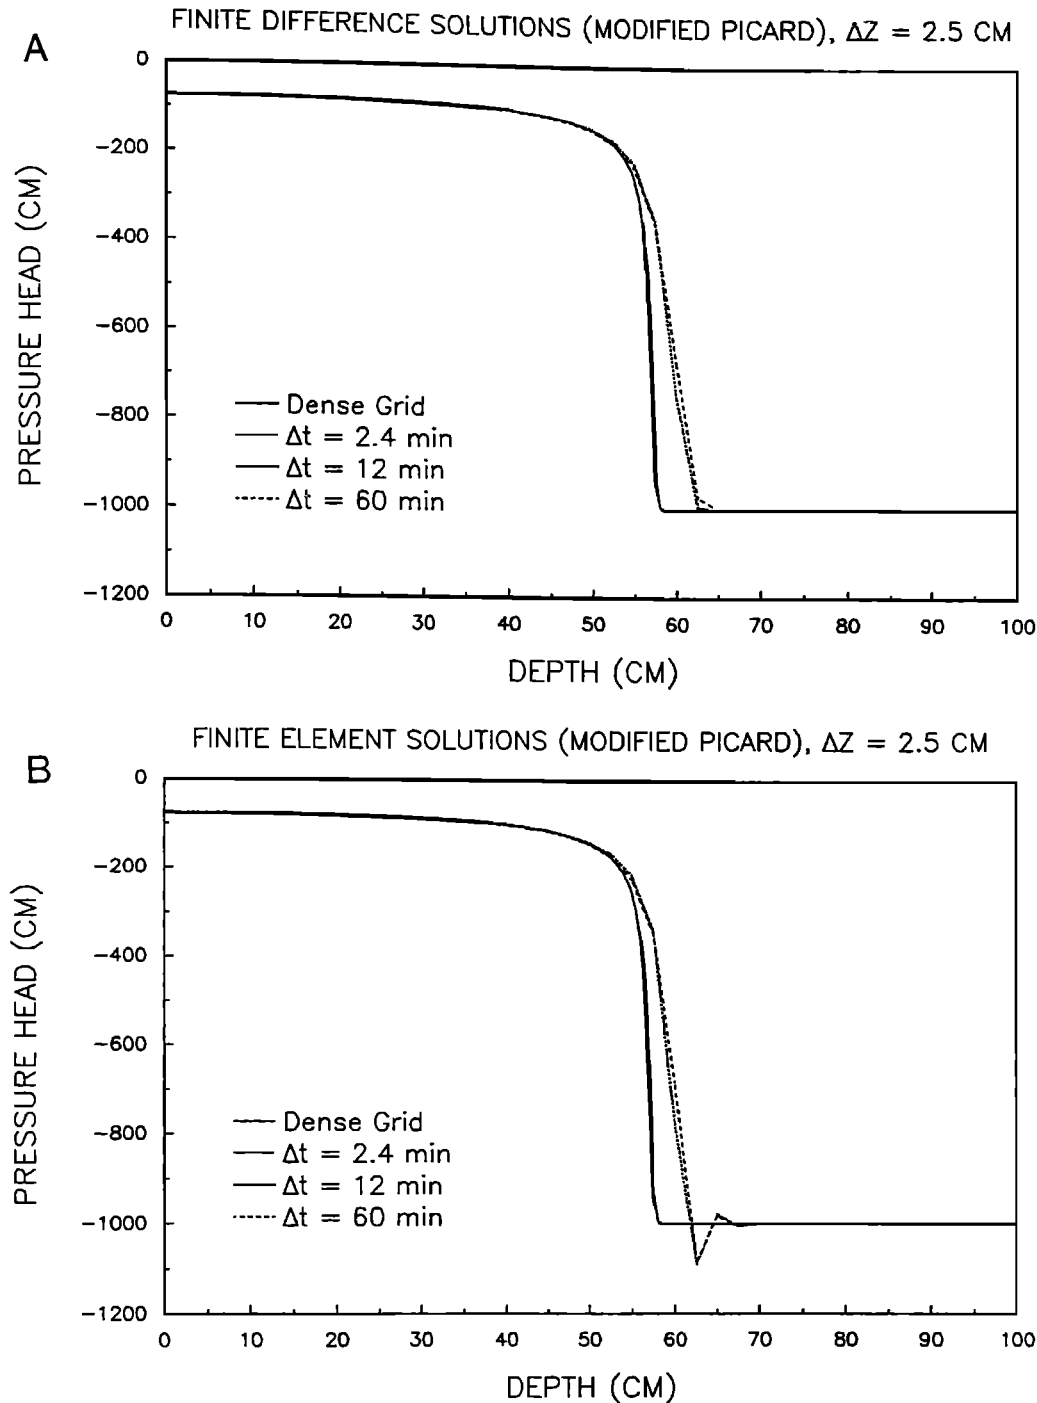 FINITE DIFFERENCE SOLUTIONS (MODIFIED PICARD), ΔZ = 2.5 CM
A
0
−200
−400
−600
−800
−1000
−1200
PRESSURE HEAD (CM)
Dense Grid
Δt = 2.4 min
Δt = 12 min
Δt = 60 min
0 10 20 30 40 50 60 70 80 90 100
DEPTH (CM)
FINITE ELEMENT SOLUTIONS (MODIFIED PICARD), ΔZ = 2.5 CM
B
0
−200
−400
−600
−800
−1000
−1200
PRESSURE HEAD (CM)
Dense Grid
Δt = 2.4 min
Δt = 12 min
Δt = 60 min
0 10 20 30 40 50 60 70 80 90 100
DEPTH (CM)